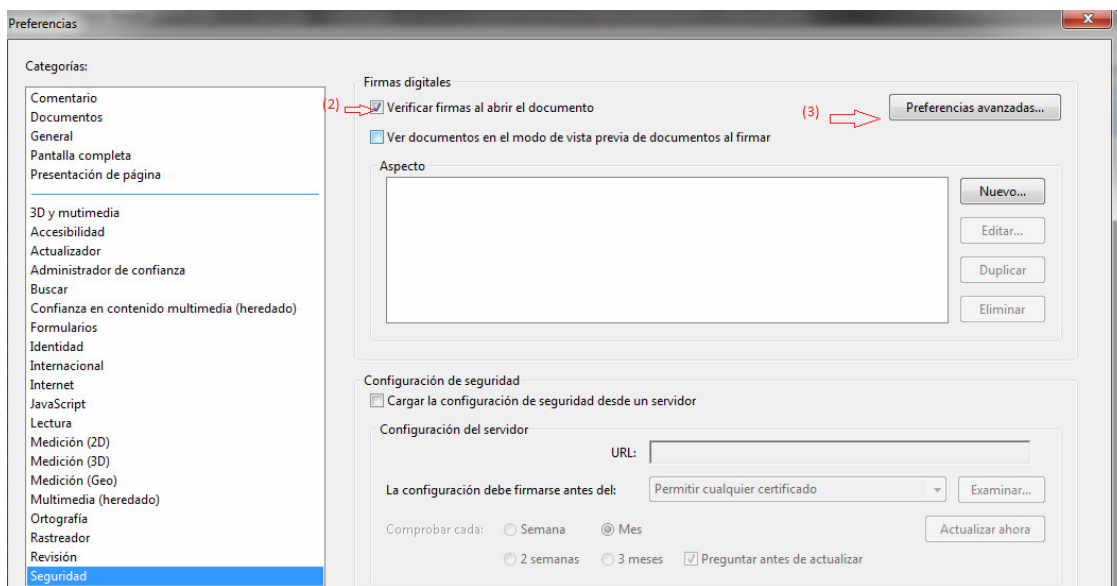 Preferencias
x
Categorías:
Comentario
Documentos
General
Pantalla completa
Presentación de página
3D y mutimedia
Accesibilidad
Actualizador
Administrador de confianza
Buscar
Confianza en contenido multimedia (heredado)
Formularios
Identidad
Internacional
Internet
JavaScript
Lectura
Medición (2D)
Medición (3D)
Medición (Geo)
Multimedia (heredado)
Ortografía
Rastreador
Revisión
Seguridad
Firmas digitales
(2) Verificar firmas al abrir el documento
(3) Preferencias avanzadas...
Ver documentos en el modo de vista previa de documentos al firmar
Aspecto
Nuevo...
Editar...
Duplicar
Eliminar
Configuración de seguridad
Cargar la configuración de seguridad desde un servidor
Configuración del servidor
URL:
La configuración debe firmarse antes del: Permitir cualquier certificado Examinar...
Comprobar cada: Semana Mes Actualizar ahora
2 semanas 3 meses Preguntar antes de actualizar